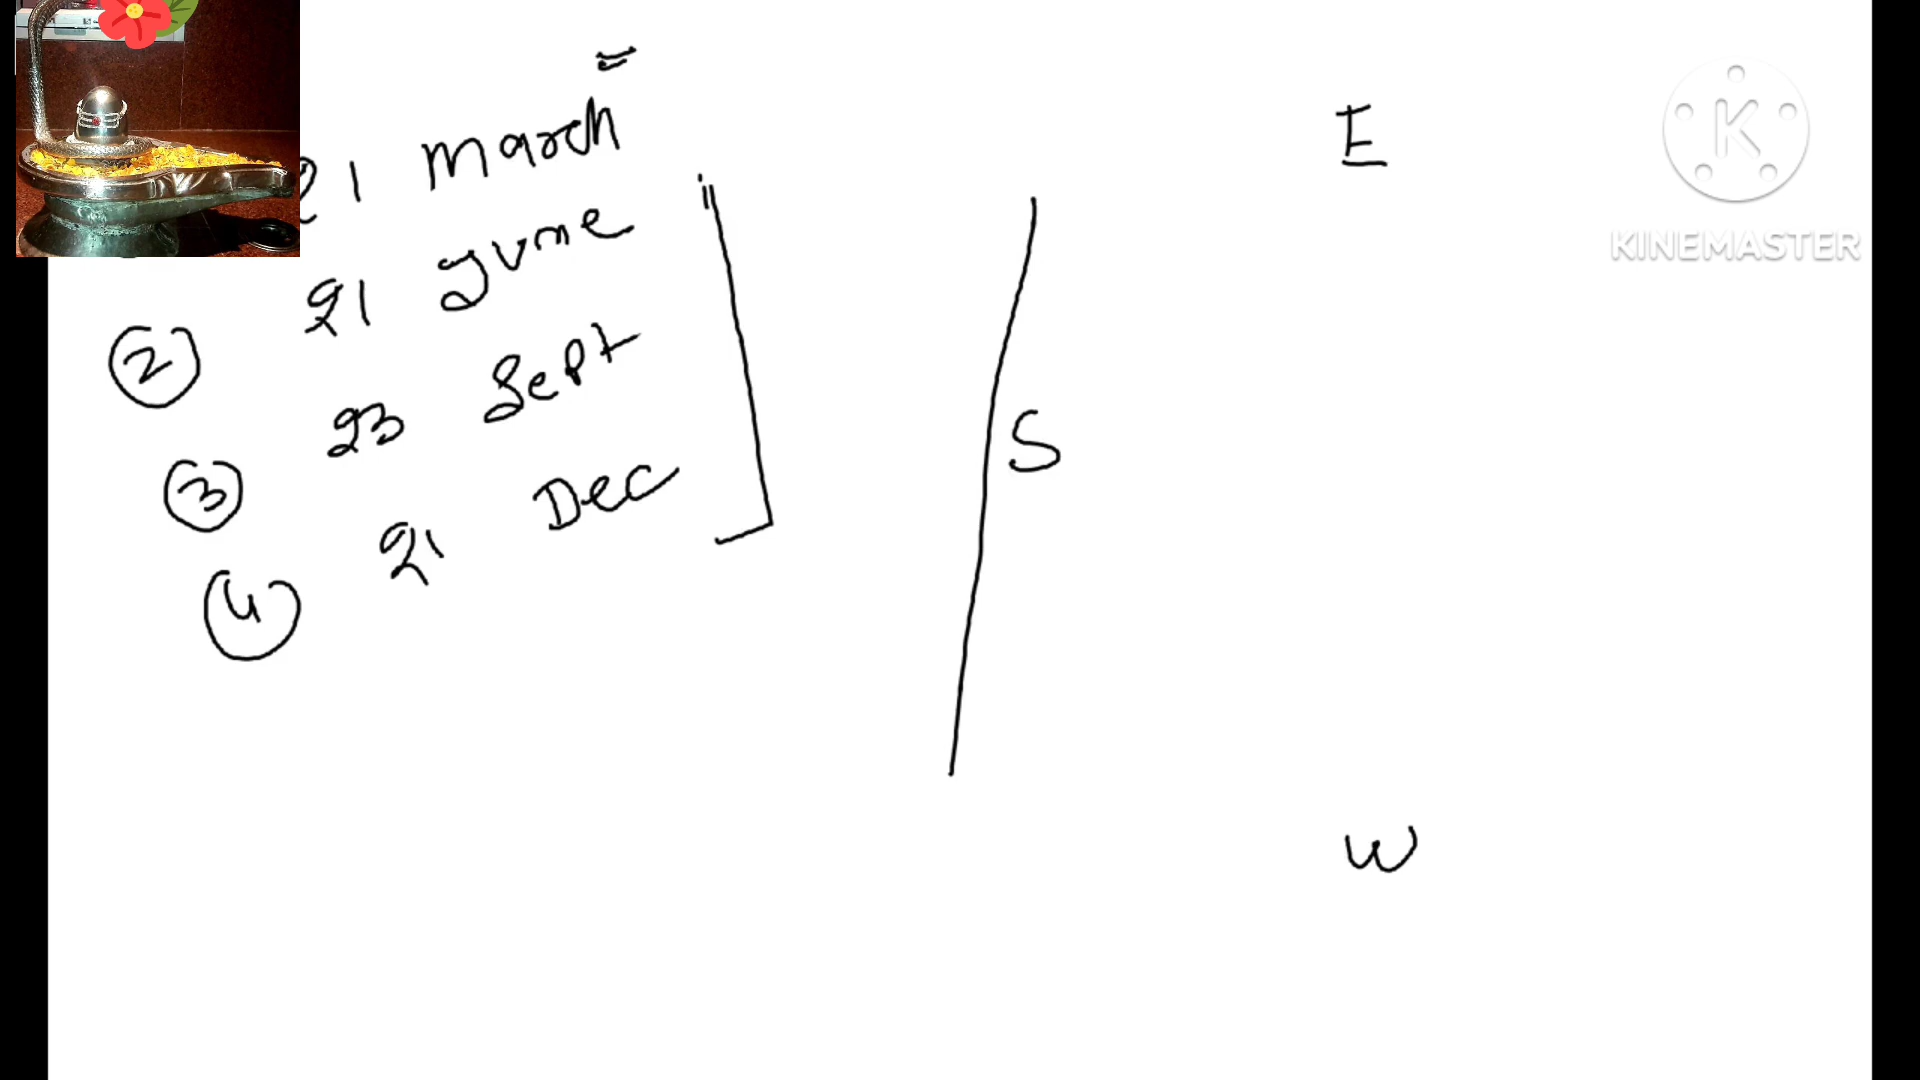 21 March
② 21 June
③ 23 Sept
④ 21 Dec
E
S
W
KINEMASTER